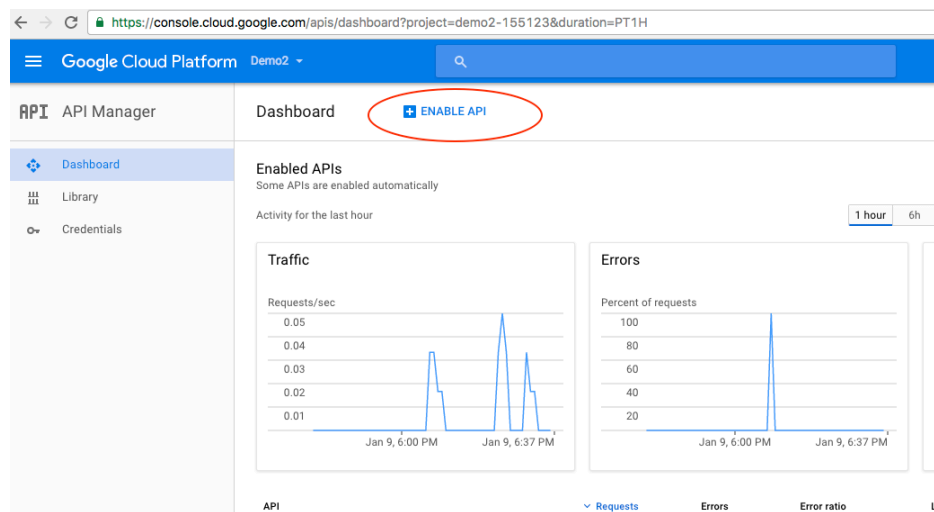 https://console.cloud.google.com/apis/dashboard?project=demo2-155123&duration=PT1H
Google Cloud Platform Demo2
API API Manager
Dashboard ENABLE API
Dashboard
Library
Credentials
Enabled APIs
Some APIs are enabled automatically
Activity for the last hour
1 hour 6h
Traffic
Requests/sec
0.05
0.04
0.03
0.02
0.01
Jan 9, 6:00 PM Jan 9, 6:37 PM
Errors
Percent of requests
100
80
60
40
20
Jan 9, 6:00 PM Jan 9, 6:37 PM
API Requests Errors Error ratio